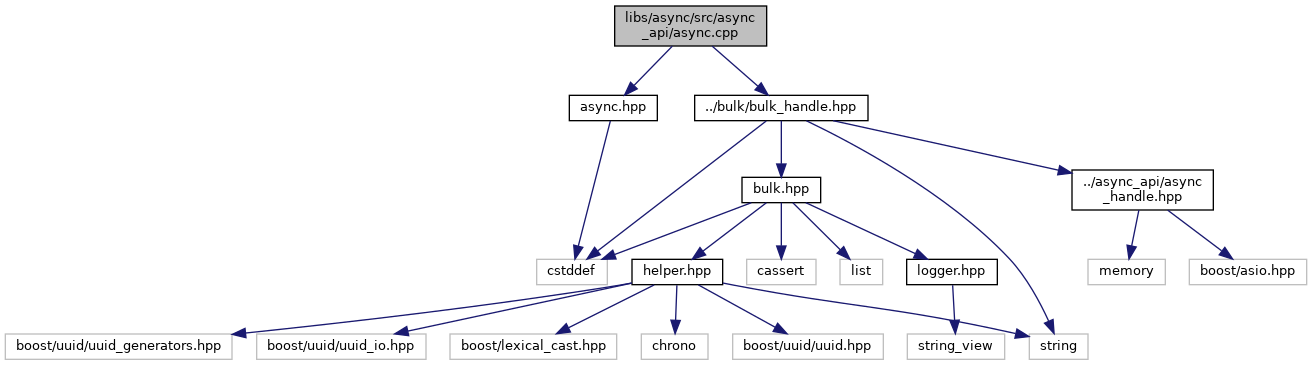 libs/async/src/async
_api/async.cpp
async.hpp
../bulk/bulk_handle.hpp
bulk.hpp
../async_api/async
_handle.hpp
cstddef
helper.hpp
cassert
list
logger.hpp
memory
boost/asio.hpp
boost/uuid/uuid_generators.hpp
boost/uuid/uuid_io.hpp
boost/lexical_cast.hpp
chrono
boost/uuid/uuid.hpp
string_view
string